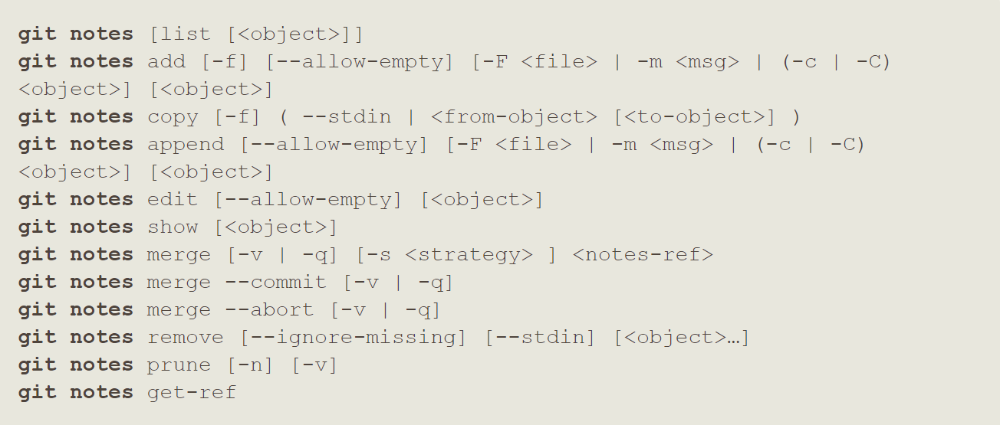 git notes [list [<object>]]
git notes add [-f] [--allow-empty] [-F <file> | -m <msg> | (-c | -C)
<object>] [<object>]
git notes copy [-f] ( --stdin | <from-object> [<to-object>] )
git notes append [--allow-empty] [-F <file> | -m <msg> | (-c | -C)
<object>] [<object>]
git notes edit [--allow-empty] [<object>]
git notes show [<object>]
git notes merge [-v | -q] [-s <strategy> ] <notes-ref>
git notes merge --commit [-v | -q]
git notes merge --abort [-v | -q]
git notes remove [--ignore-missing] [--stdin] [<object>…]
git notes prune [-n] [-v]
git notes get-ref